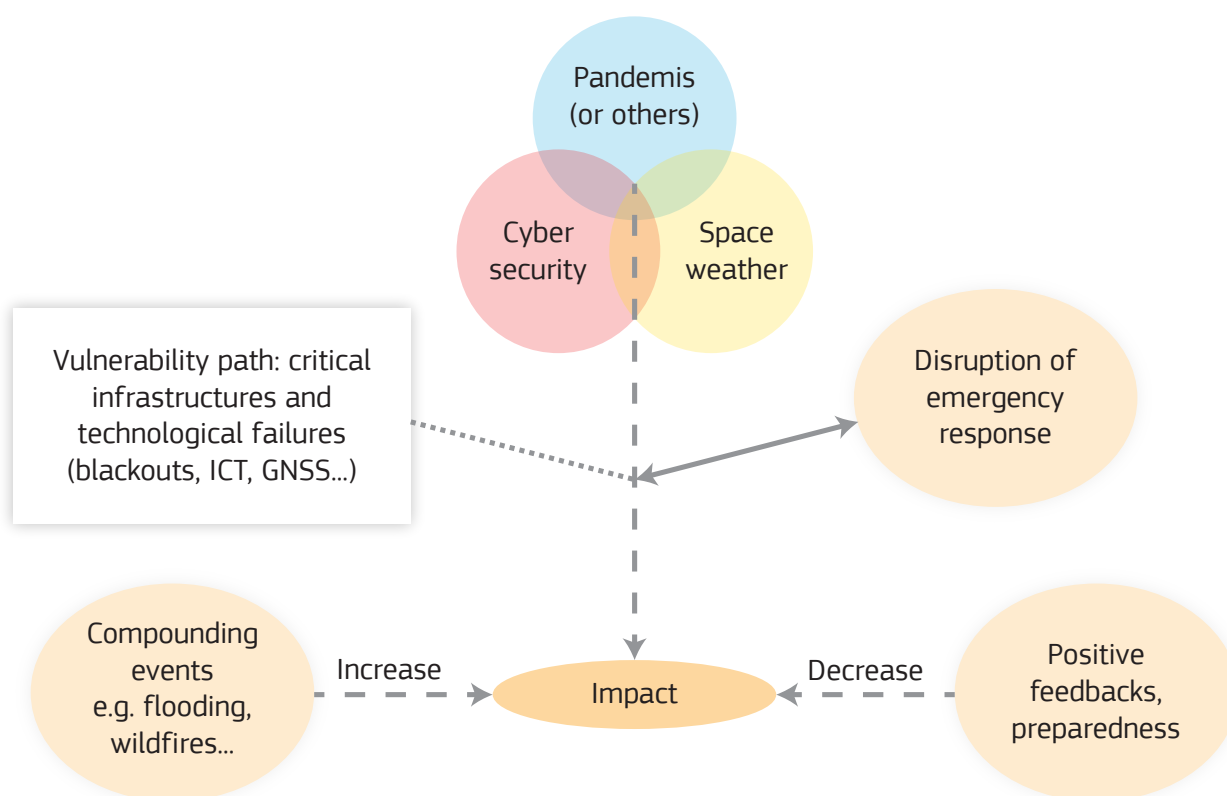 Pandemis
(or others)
Cyber
security
Space
weather
Vulnerability path: critical
infrastructures and
technological failures
(blackouts, ICT, GNSS...)
Disruption of
emergency
response
Compounding
events
e.g. flooding,
wildfires...
Increase
Impact
Decrease
Positive
feedbacks,
preparedness